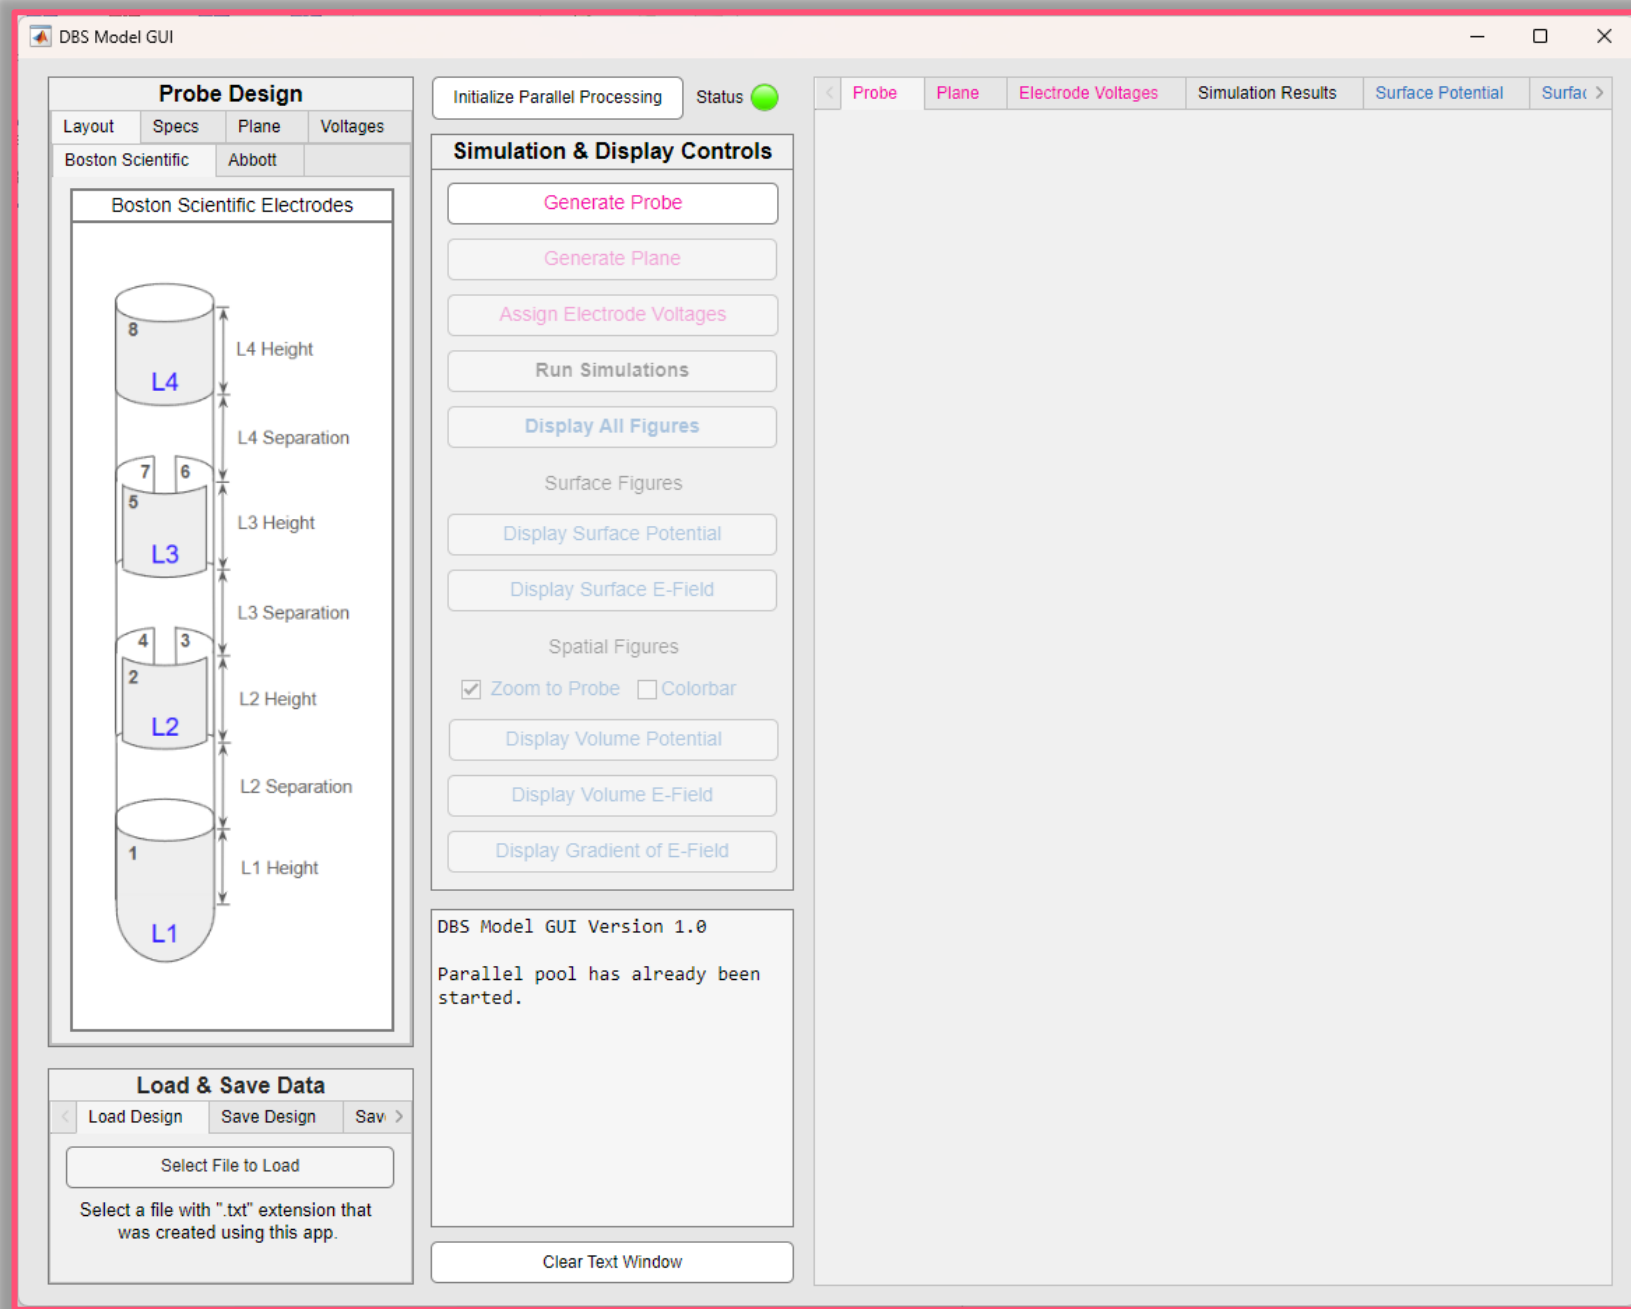 DBS Model GUI
Probe Design
Layout Specs Plane Voltages
Boston Scientific Abbott
Boston Scientific Electrodes
8
L4
L4 Height
L4 Separation
7 6
5
L3
L3 Height
L3 Separation
4 3
2
L2
L2 Height
L2 Separation
1
L1 Height
L1
Load & Save Data
Load Design Save Design
Select File to Load
Select a file with ".txt" extension that
was created using this app.
Initialize Parallel Processing Status
Simulation & Display Controls
Generate Probe
Generate Plane
Assign Electrode Voltages
Run Simulations
Display All Figures
Surface Figures
Display Surface Potential
Display Surface E-Field
Spatial Figures
Zoom to Probe Colorbar
Display Volume Potential
Display Volume E-Field
Display Gradient of E-Field
DBS Model GUI Version 1.0
Parallel pool has already been
started.
Clear Text Window
Probe Plane Electrode Voltages Simulation Results Surface Potential